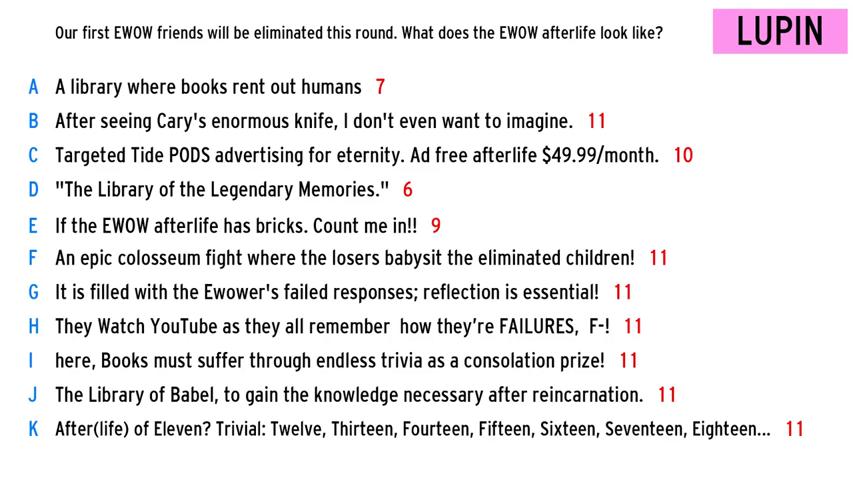 Our first EWOW friends will be eliminated this round. What does the EWOW afterlife look like?
LUPIN
A A library where books rent out humans 7
B After seeing Cary's enormous knife, I don't even want to imagine. 11
C Targeted Tide PODS advertising for eternity. Ad free afterlife $49.99/month. 10
D "The Library of the Legendary Memories." 6
E If the EWOW afterlife has bricks. Count me in!! 9
F An epic colosseum fight where the losers babysit the eliminated children! 11
G It is filled with the Ewower's failed responses; reflection is essential! 11
H They Watch YouTube as they all remember how they’re FAILURES, F-! 11
I here, Books must suffer through endless trivia as a consolation prize! 11
J The Library of Babel, to gain the knowledge necessary after reincarnation. 11
K After(life) of Eleven? Trivial: Twelve, Thirteen, Fourteen, Fifteen, Sixteen, Seventeen, Eighteen... 11